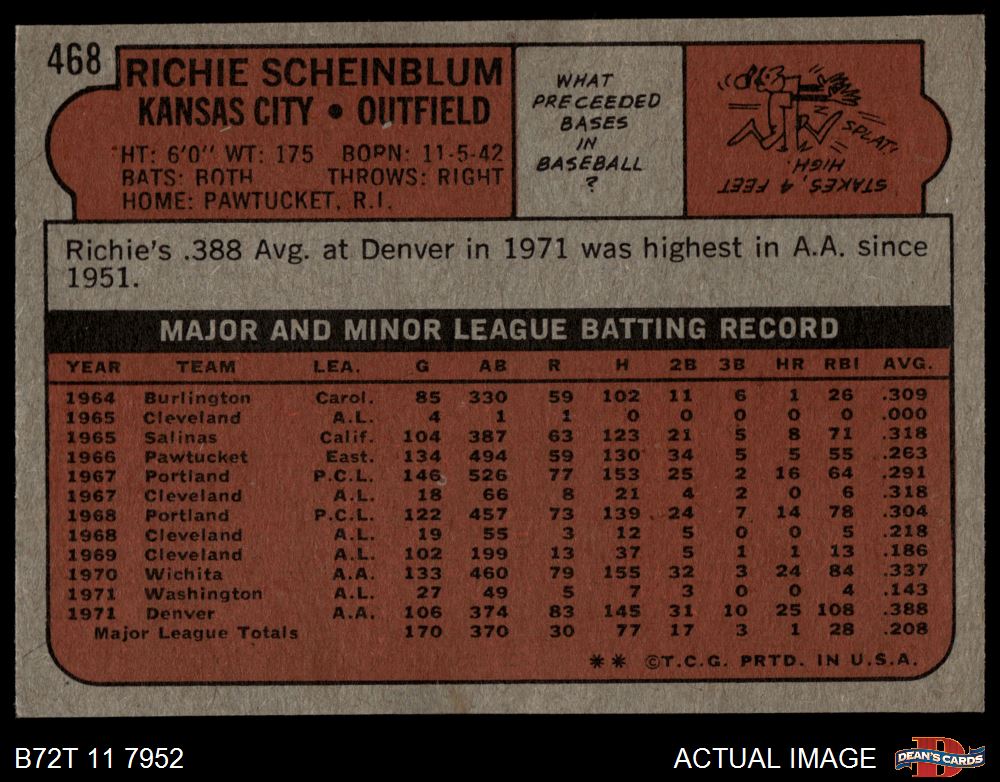 468
RICHIE SCHEINBLUM
KANSAS CITY • OUTFIELD
HT: 6'0" WT: 175 BORN: 11-5-42
BATS: BOTH THROWS: RIGHT
HOME: PAWTUCKET, R.I.
WHAT
PRECEEDED
BASES
IN
BASEBALL
?
STAKES, 4 FEET
HIGH.
SPLAT!
Richie's .388 Avg. at Denver in 1971 was highest in A.A. since
1951.
MAJOR AND MINOR LEAGUE BATTING RECORD
YEAR TEAM LEA. G AB R H 2B 3B HR RBI AVG.
1964 Burlington Carol. 85 330 59 102 11 6 1 26 .309
1965 Cleveland A.L. 4 1 1 0 0 0 0 0 .000
1965 Salinas Calif. 104 387 63 123 21 5 8 71 .318
1966 Pawtucket East. 134 494 59 130 34 5 5 55 .263
1967 Portland P.C.L. 146 526 77 153 25 2 16 64 .291
1967 Cleveland A.L. 18 66 8 21 4 2 0 6 .318
1968 Portland P.C.L. 122 457 73 139 24 7 14 78 .304
1968 Cleveland A.L. 19 55 3 12 5 0 0 5 .218
1969 Cleveland A.L. 102 199 13 37 5 1 1 13 .186
1970 Wichita A.A. 133 460 79 155 32 3 24 84 .337
1971 Washington A.L. 27 49 5 7 3 0 0 4 .143
1971 Denver A.A. 106 374 83 145 31 10 25 108 .388
Major League Totals 170 370 30 77 17 3 1 28 .208
** ©T.C.G. PRTD. IN U.S.A.
B72T 11 7952
ACTUAL IMAGE
D
DEAN'S CARDS